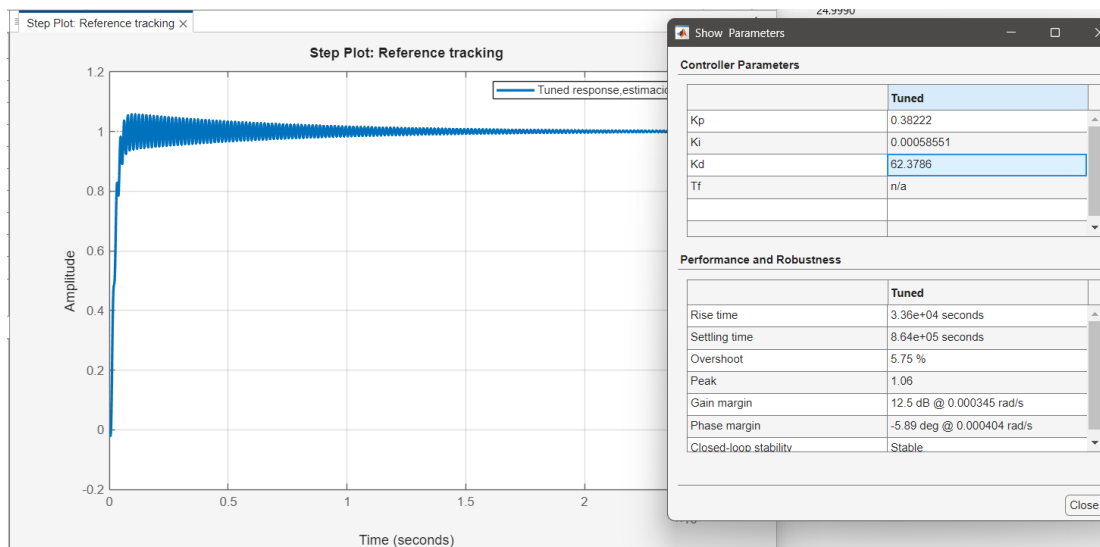 Step Plot: Reference tracking
24.9990
Step Plot: Reference tracking
Tuned response,estimacio
1.2
1
0.8
0.6
0.4
0.2
0
-0.2
Amplitude
0 0.5 1 1.5 2
Time (seconds)
Show Parameters
Controller Parameters
Tuned
Kp 0.38222
Ki 0.00058551
Kd 62.3786
Tf n/a
Performance and Robustness
Tuned
Rise time 3.36e+04 seconds
Settling time 8.64e+05 seconds
Overshoot 5.75 %
Peak 1.06
Gain margin 12.5 dB @ 0.000345 rad/s
Phase margin -5.89 deg @ 0.000404 rad/s
Closed-loop stability Stable
Close